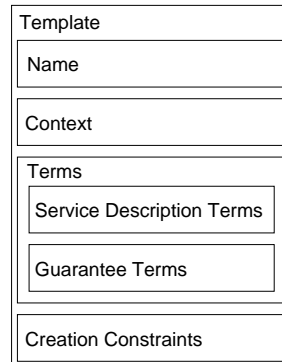 Template
Name
Context
Terms
Service Description Terms
Guarantee Terms
Creation Constraints